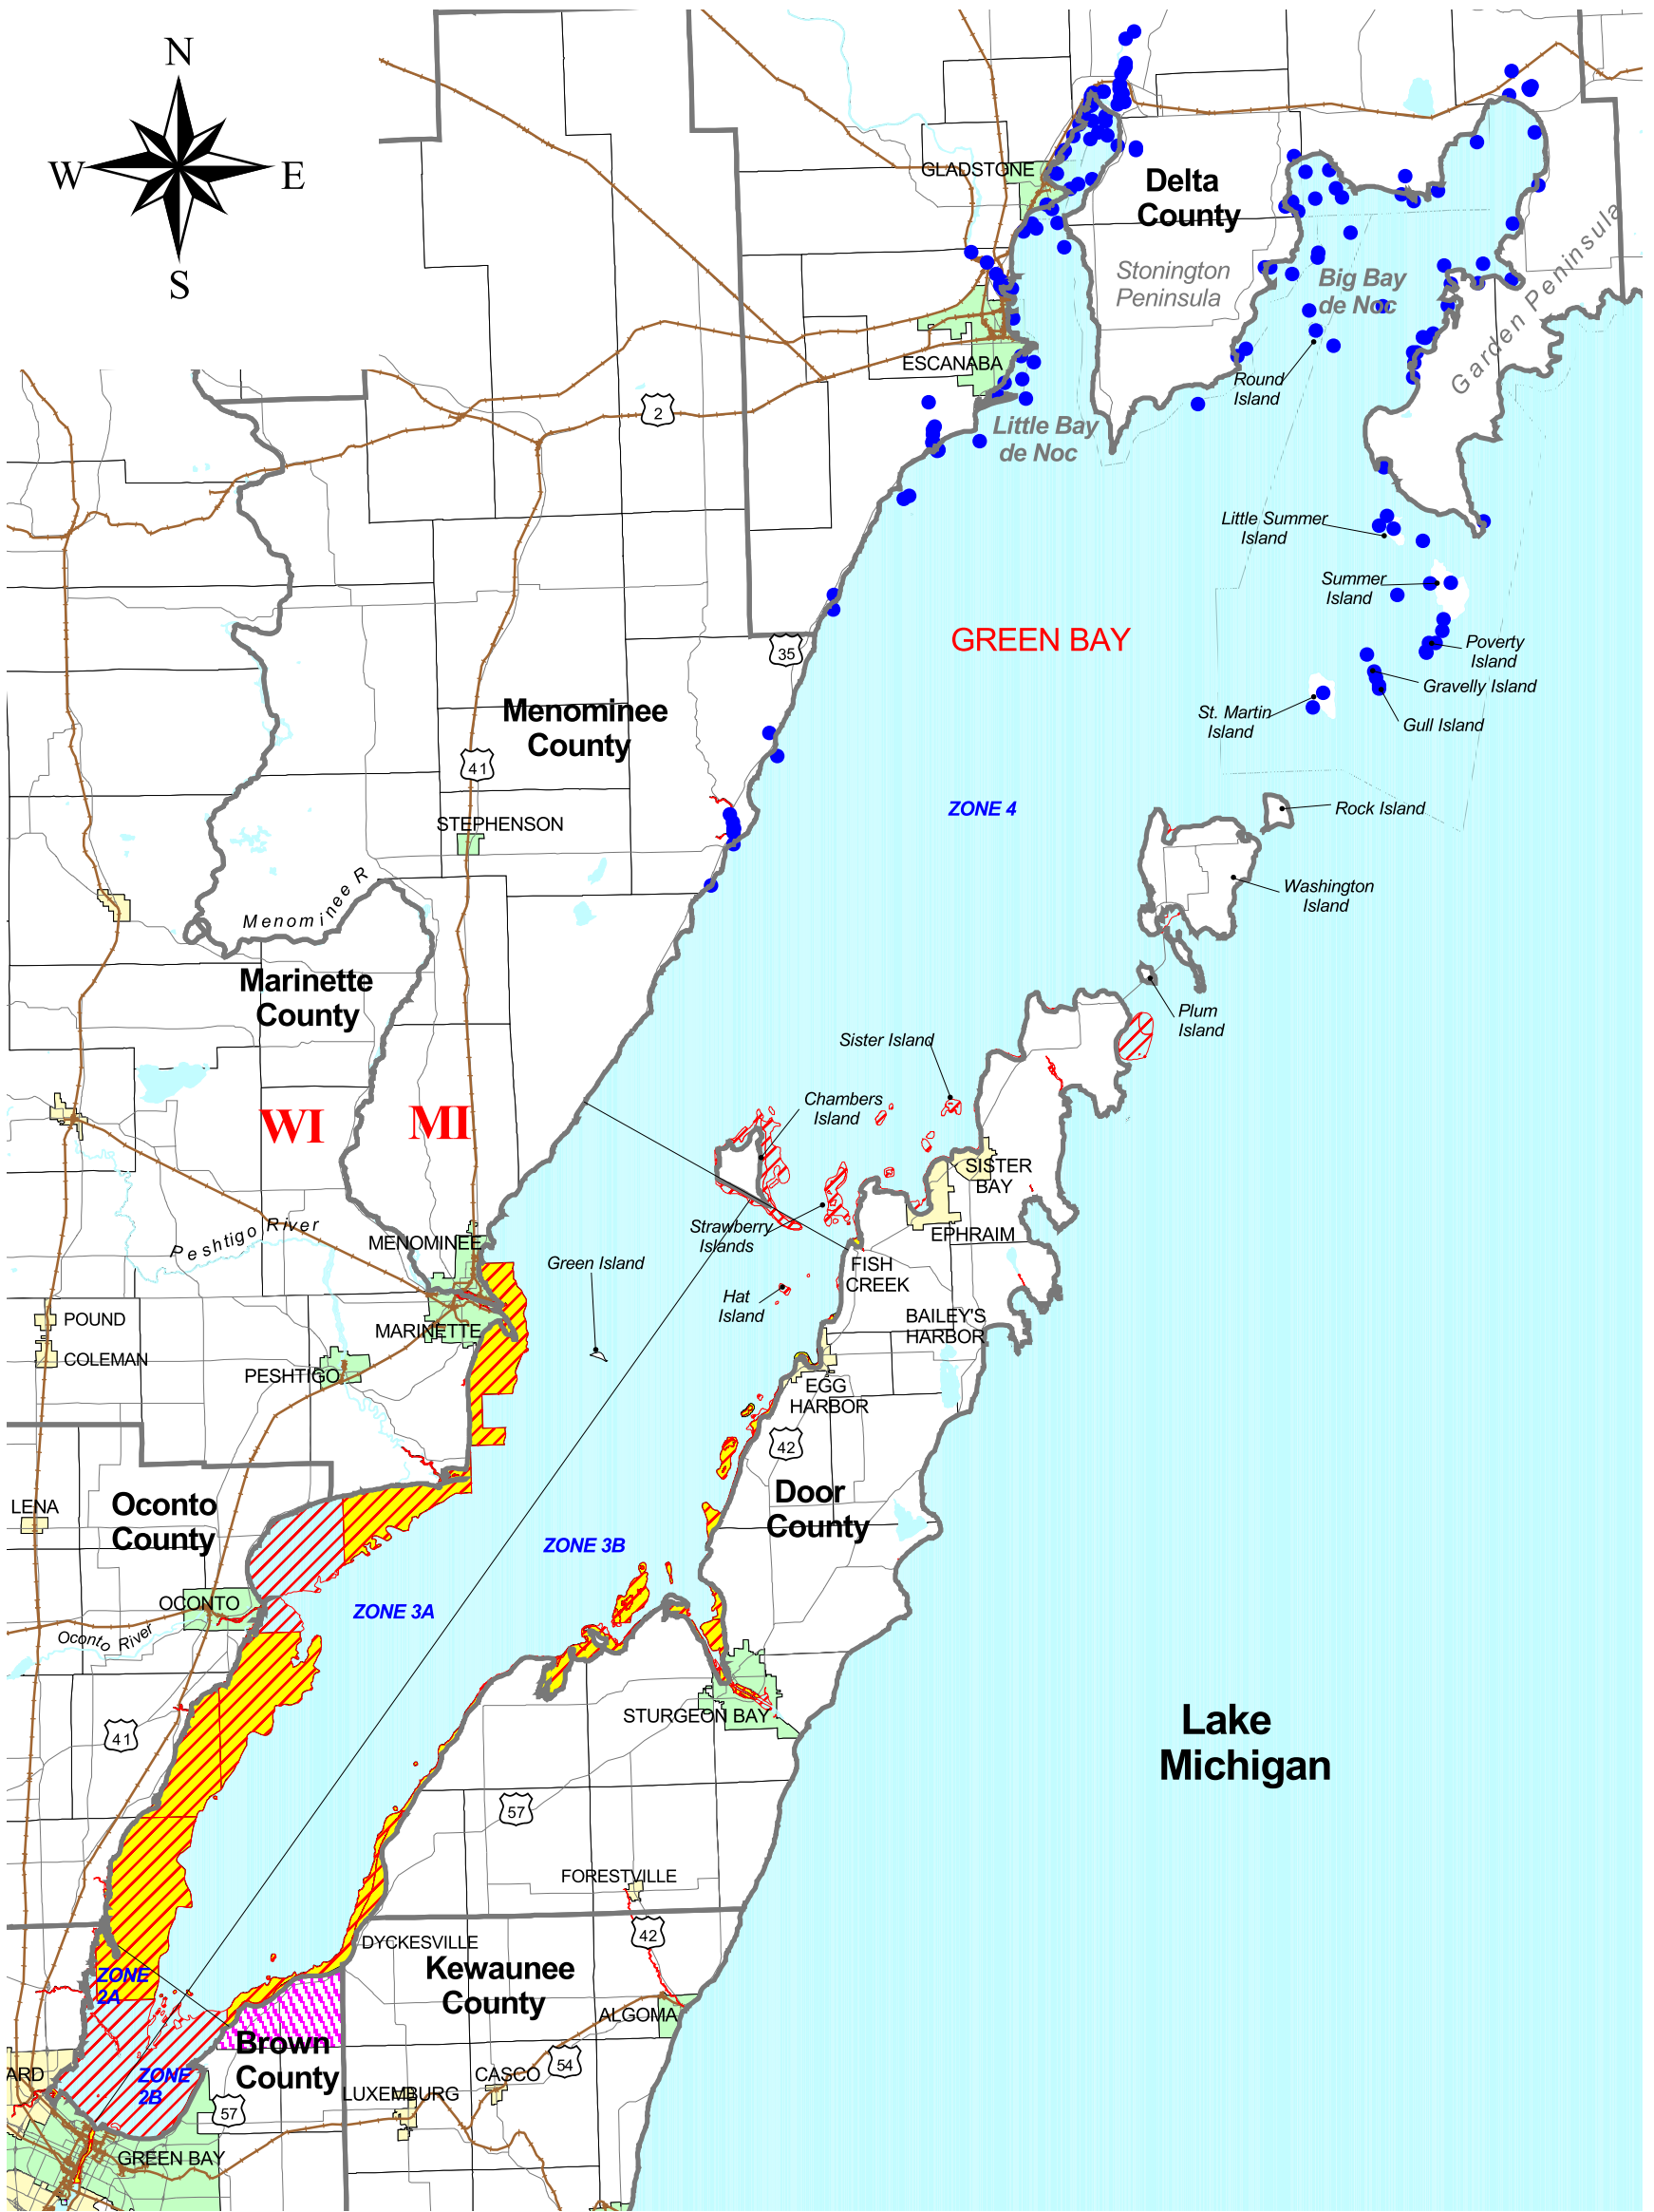 N
W
E
S
GLADSTONE
Delta
County
Stonington
Peninsula
Big Bay
de Noc
Garden Peninsula
ESCANABA
Round
Island
2
Little Bay
de Noc
Little Summer
Island
Summer
Island
GREEN BAY
35
Poverty
Island
Gravelly Island
Gull Island
St. Martin
Island
Menominee
County
41
ZONE 4
Rock Island
STEPHENSON
Washington
Island
Menominee R
Marinette
County
Plum
Island
Sister Island
Chambers
Island
WI
MI
SISTER
BAY
Strawberry
Islands
EPHRAIM
Peshtigo River
MENOMINEE
Green Island
FISH
CREEK
Hat
Island
BAILEY'S
HARBOR
POUND
MARINETTE
COLEMAN
PESHTIGO
EGG
HARBOR
42
Door
County
LENA
Oconto
County
ZONE 3B
OCONTO
ZONE 3A
Oconto River
STURGEON BAY
Lake
Michigan
41
57
FORESTVILLE
42
DYCKESVILLE
Kewaunee
County
ZONE
2A
ALGOMA
Brown
County
54
ARD
ZONE
2B
CASCO
LUXEMBURG
57
GREEN BAY